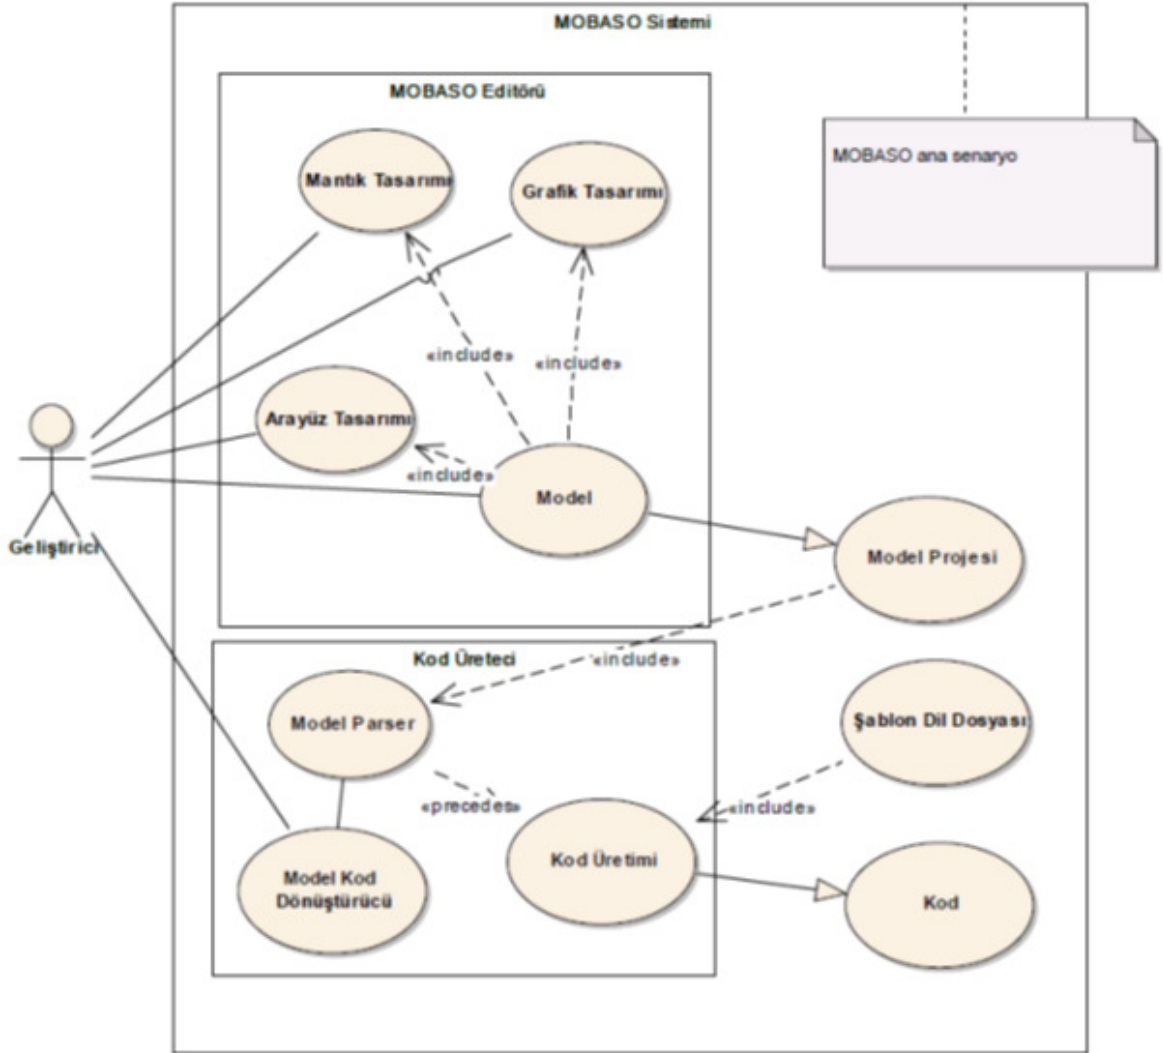 MOBASO Sistemi
MOBASO Editörü
MOBASO ana senaryo
Mantık Tasarımı
Grafik Tasarımı
«include»
«include»
Arayüz Tasarımı
«include»
Model
Geliştirici
Model Projesi
Kod Üreteci
«include»
Model Parser
Şablon Dil Dosyası
«precedes»
«include»
Kod Üretimi
Model Kod
Dönüştürücü
Kod